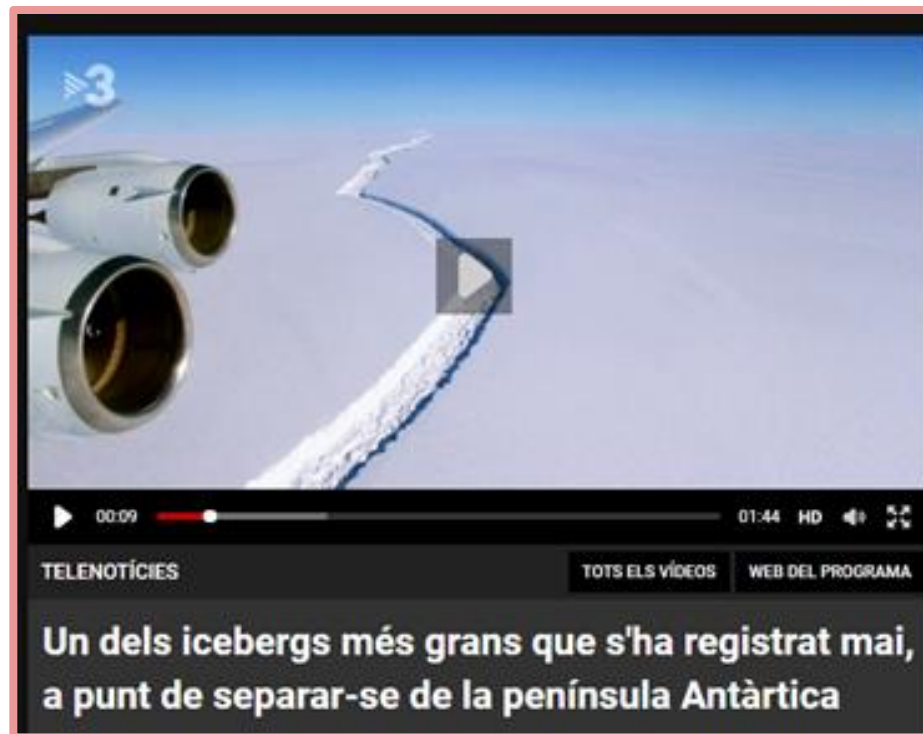 3
00:09
01:44 HD
TELENOTÍCIES
TOTS ELS VÍDEOS
WEB DEL PROGRAMA
Un dels icebergs més grans que s'ha registrat mai,
a punt de separar-se de la península Antàrtica